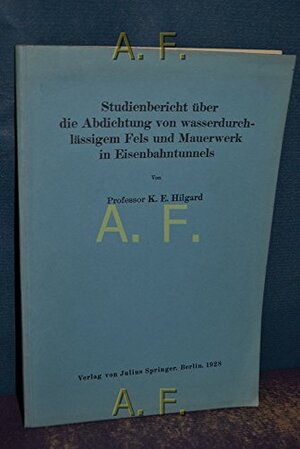 A. F.
Studienbericht über
die Abdichtung von wasserdurch-
lässigem Fels und Mauerwerk
in Eisenbahntunnels
Von
Professor K. E. Hilgard
A. F.
Verlag von Julius Springer, Berlin, 1928
A. F.